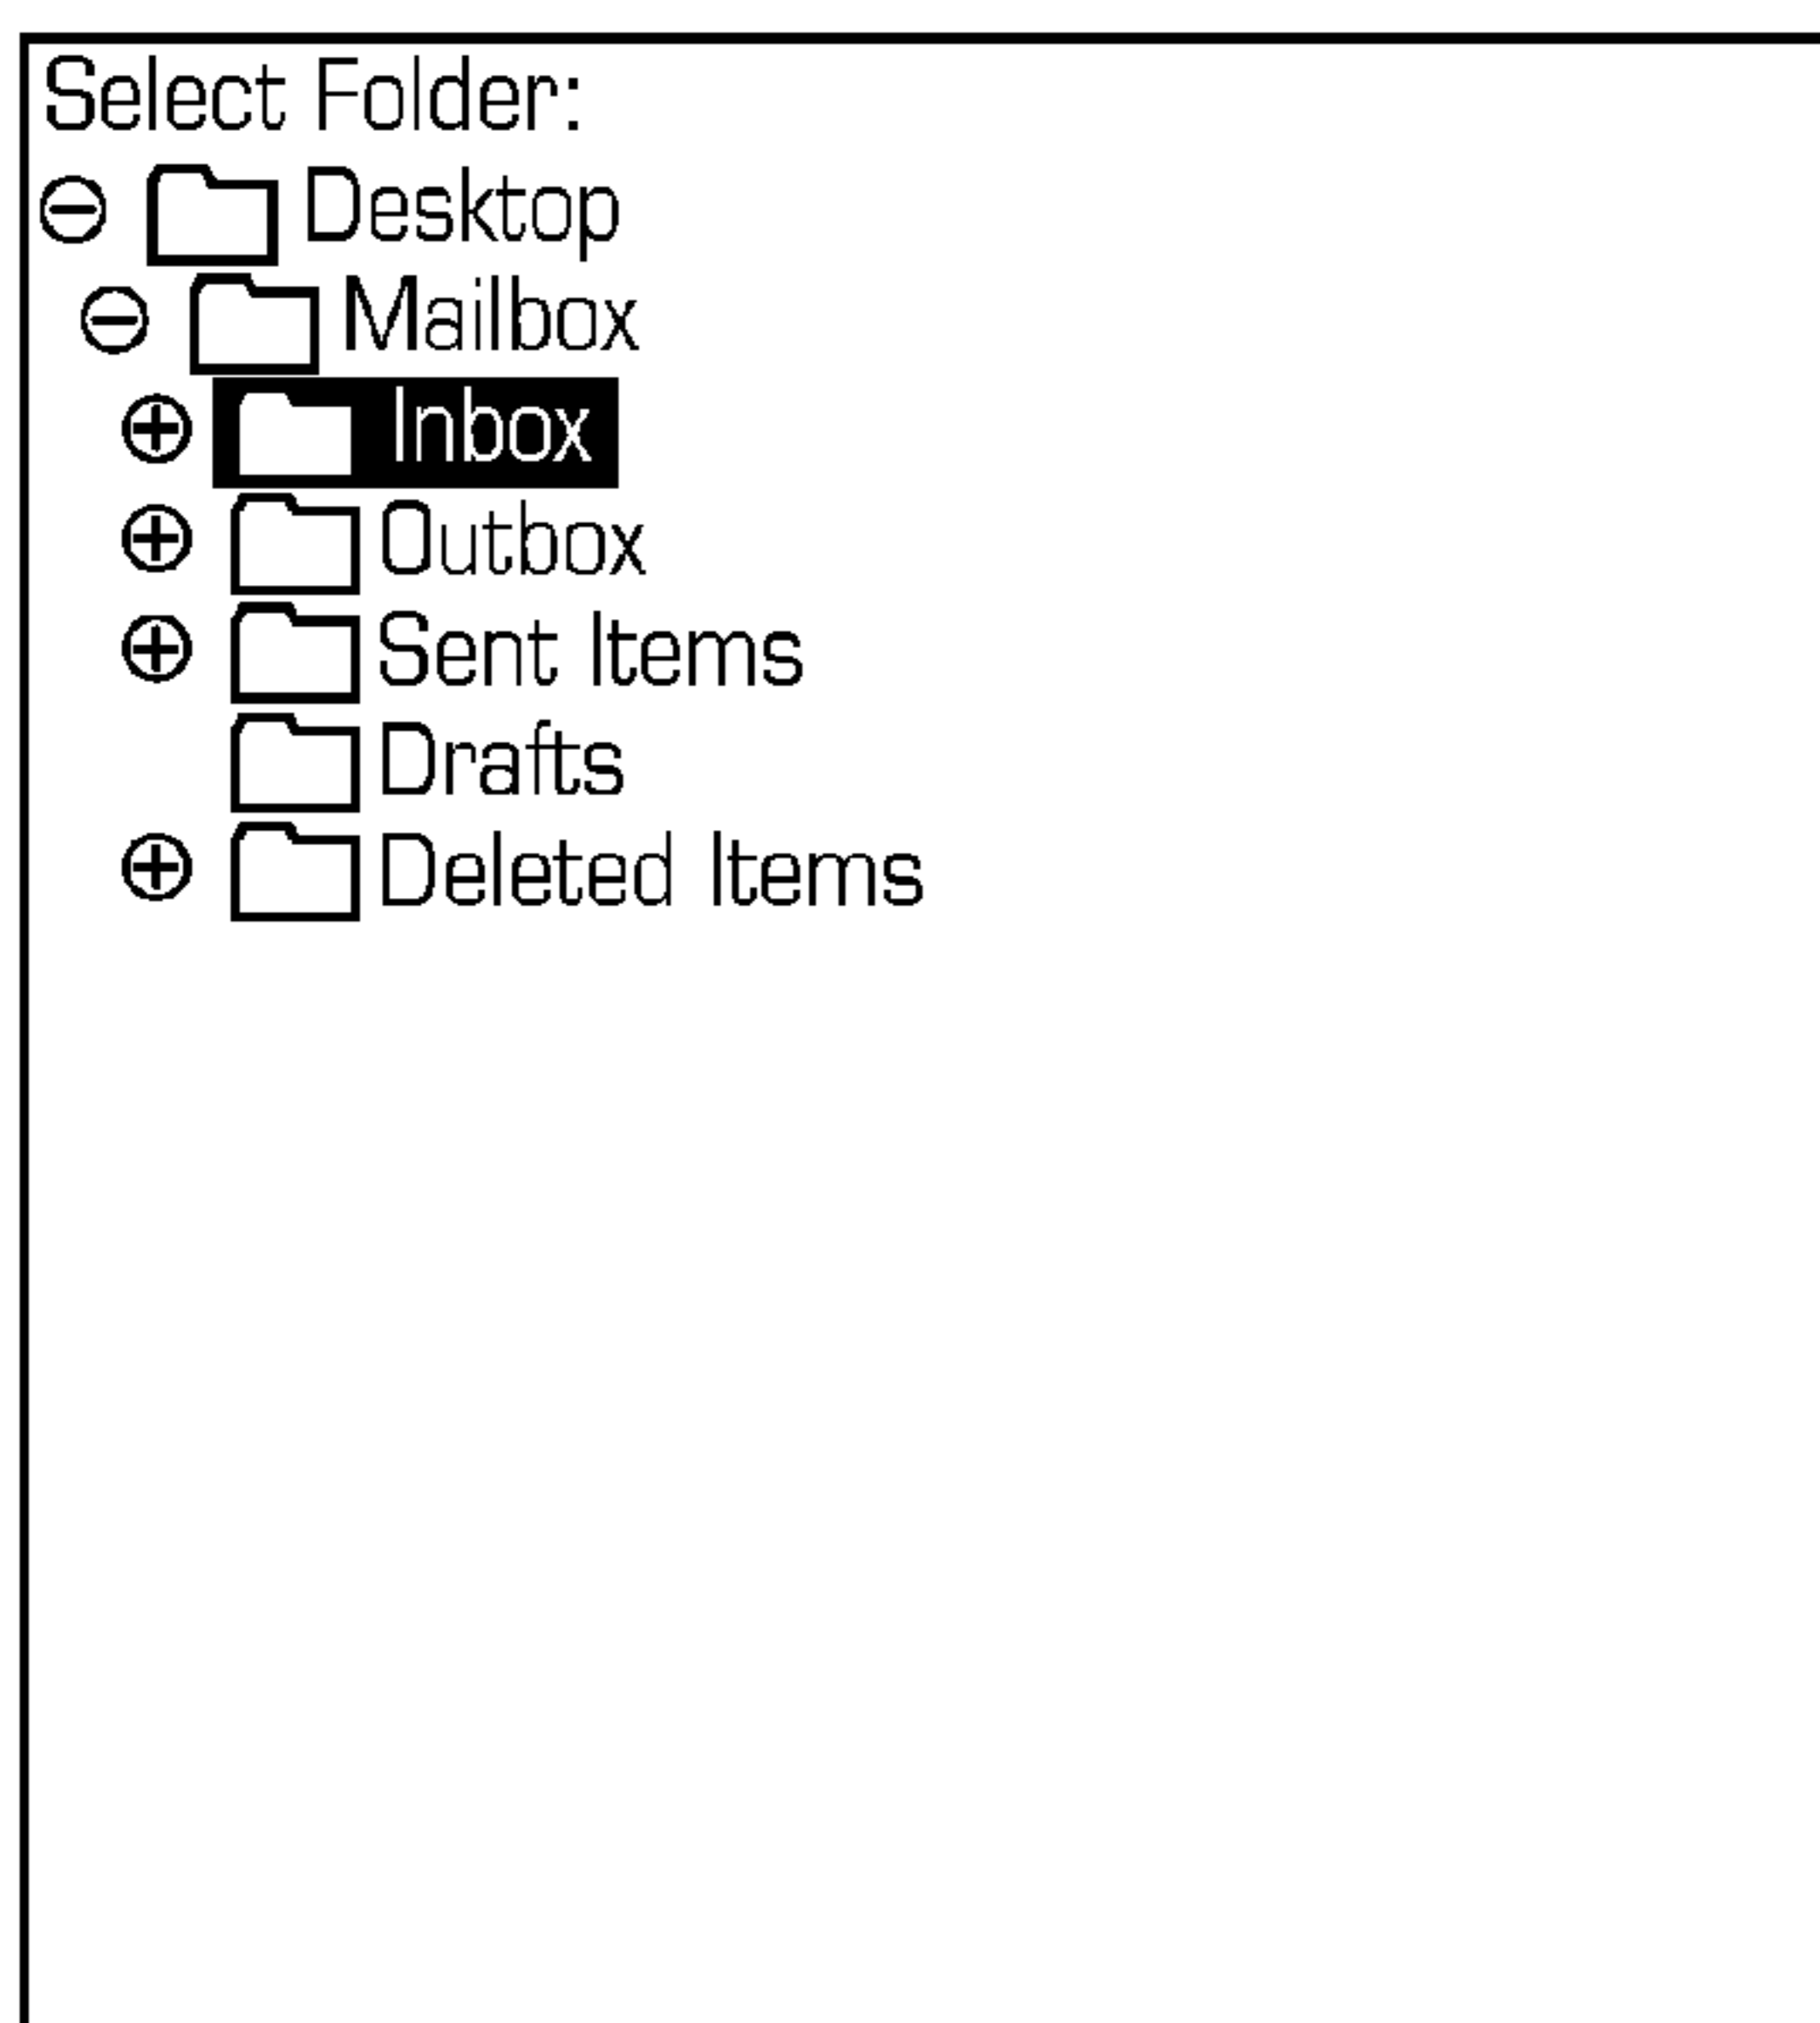 Select Folder:
Desktop
Mailbox
Inbox
Outbox
Sent Items
Drafts
Deleted Items